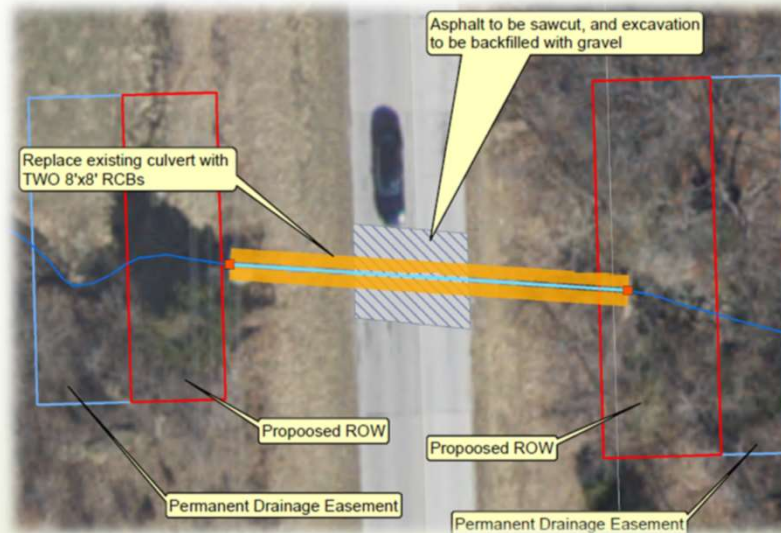 Asphalt to be sawcut, and excavation
to be backfilled with gravel
Replace existing culvert with
TWO 8'x8' RCBs
Propoosed ROW
Propoosed ROW
Permanent Drainage Easement
Permanent Drainage Easement